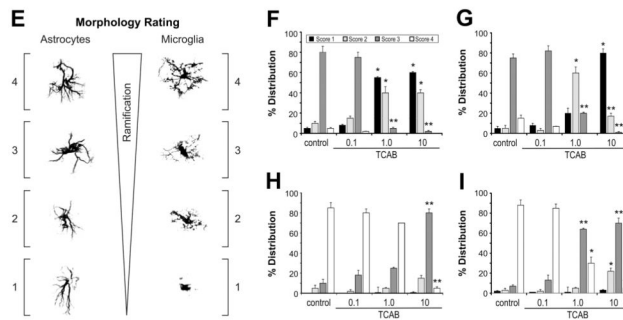 E
Morphology Rating
Astrocytes
Microglia
Ramification
4
3
2
1
4
3
2
1
F
Score 1
Score 2
Score 3
Score 4
% Distribution
100
80
60
40
20
0
* * * * ** **
control 0.1 1.0 10
TCAB
G
% Distribution
100
80
60
40
20
0
* ** * * **
control 0.1 1.0 10
TCAB
H
% Distribution
100
80
60
40
20
0
** **
control 0.1 1.0 10
TCAB
I
% Distribution
100
80
60
40
20
0
** * * **
control 0.1 1.0 10
TCAB